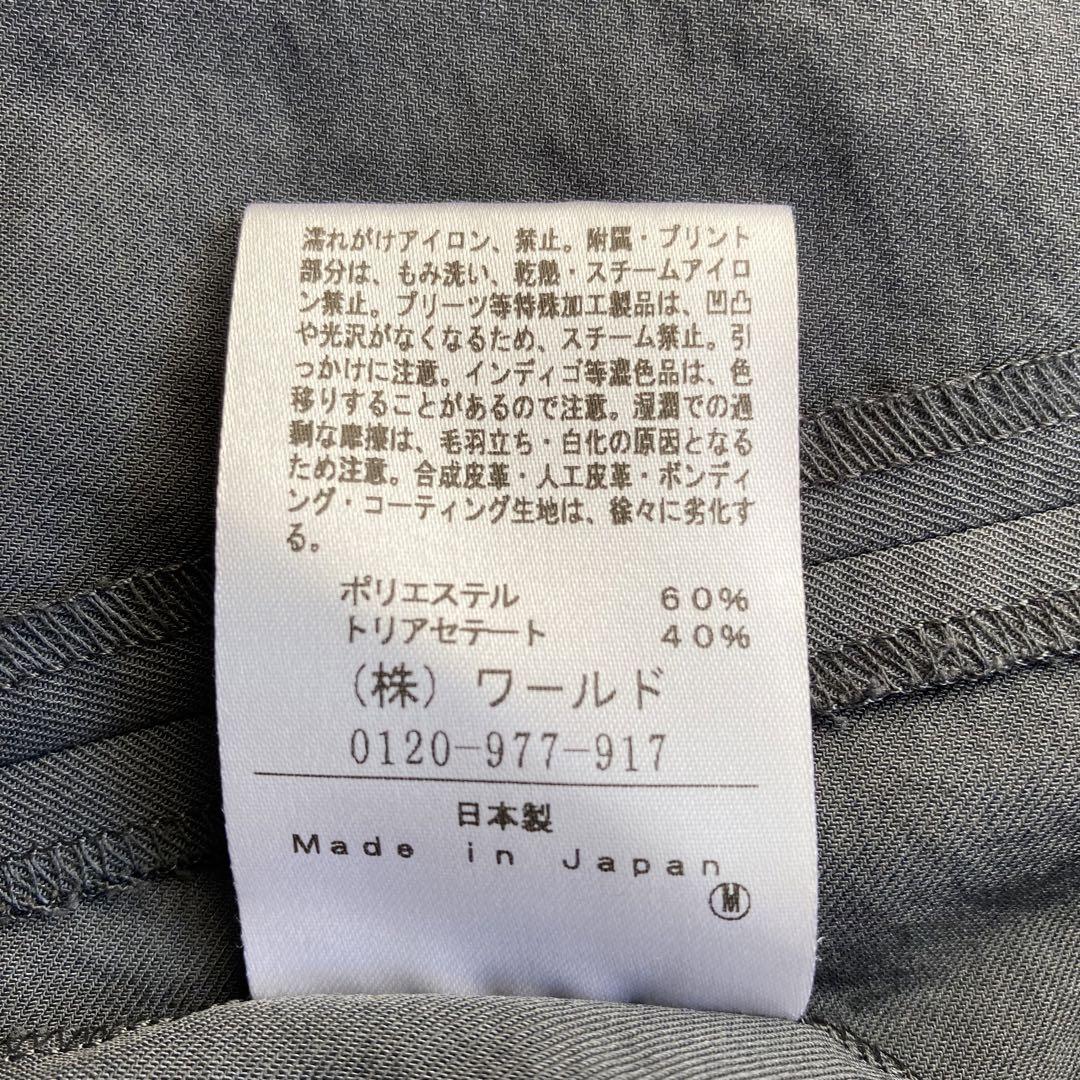 濡れがけアイロン、禁止。附属・プリント
部分は、もみ洗い、乾熱・スチームアイロ
ン禁止。プリーツ等特殊加工製品は、凹凸
や光沢がなくなるため、スチーム禁止。引
っかけに注意。インディゴ等濃色品は、色
移りすることがあるので注意。湿潤での過
剰な摩擦は、毛羽立ち・白化の原因となる
ため注意。合成皮革・人工皮革・ボンディ
ング・コーティング生地は、徐々に劣化す
る。
ポリエステル 60%
トリアセテート 40%
(株)ワールド
0120-977-917
日本製
Made in Japan
M